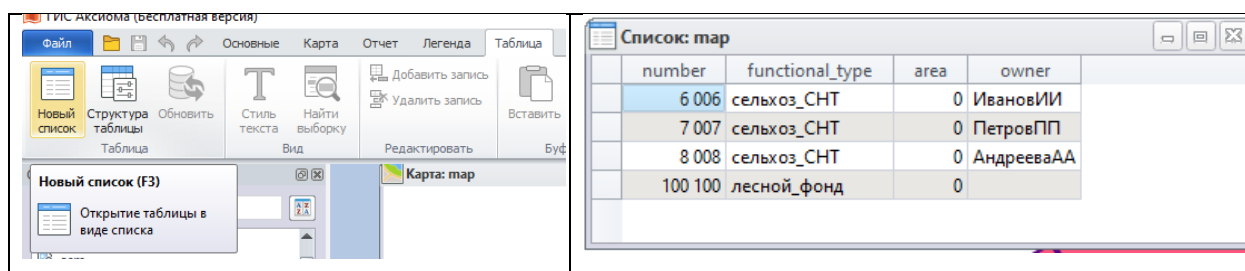 ГИС Аксиома (Бесплатная версия)
Файл Основные Карта Отчет Легенда Таблица
Новый список Структура таблицы Обновить Стиль текста Найти выборку Добавить запись Удалить запись Вставить
Таблица Вид Редактировать Буф
Новый список (F3)
Открытие таблицы в
виде списка
Карта: map
Список: map
number functional_type area owner
6 006 сельхоз_СНТ 0 ИвановИИ
7 007 сельхоз_СНТ 0 ПетровПП
8 008 сельхоз_СНТ 0 АндрееваАА
100 100 лесной_фонд 0